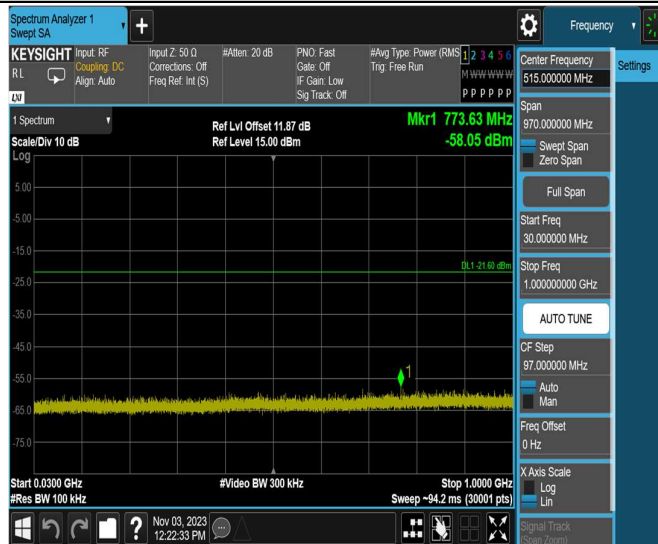 Spectrum Analyzer 1
Swept SA
Frequency
KEYSIGHT
RL
LXI
Input: RF
Coupling: DC
Align: Auto
Input Z: 50 Ω
Corrections: Off
Freq Ref: Int (S)
#Atten: 20 dB
PNO: Fast
Gate: Off
IF Gain: Low
Sig Track: Off
#Avg Type: Power (RMS
Trig: Free Run
1 2 3 4 5 6
M W W W W W
P P P P P P
Center Frequency
515.000000 MHz
Settings
Span
970.000000 MHz
Swept Span
Zero Span
Full Span
Start Freq
30.000000 MHz
Stop Freq
1.000000000 GHz
AUTO TUNE
CF Step
97.000000 MHz
Auto
Man
Freq Offset
0 Hz
X Axis Scale
Log
Lin
Signal Track
(Span Zoom)
1 Spectrum
Scale/Div 10 dB
Log
Ref Lvl Offset 11.87 dB
Ref Level 15.00 dBm
Mkr1 773.63 MHz
-58.05 dBm
5.00
-5.00
-15.0
DL1 -21.60 dBm
-25.0
-35.0
-45.0
1
-55.0
-65.0
-75.0
Start 0.0300 GHz
#Res BW 100 kHz
#Video BW 300 kHz
Stop 1.0000 GHz
Sweep ~94.2 ms (30001 pts)
Nov 03, 2023
12:22:33 PM